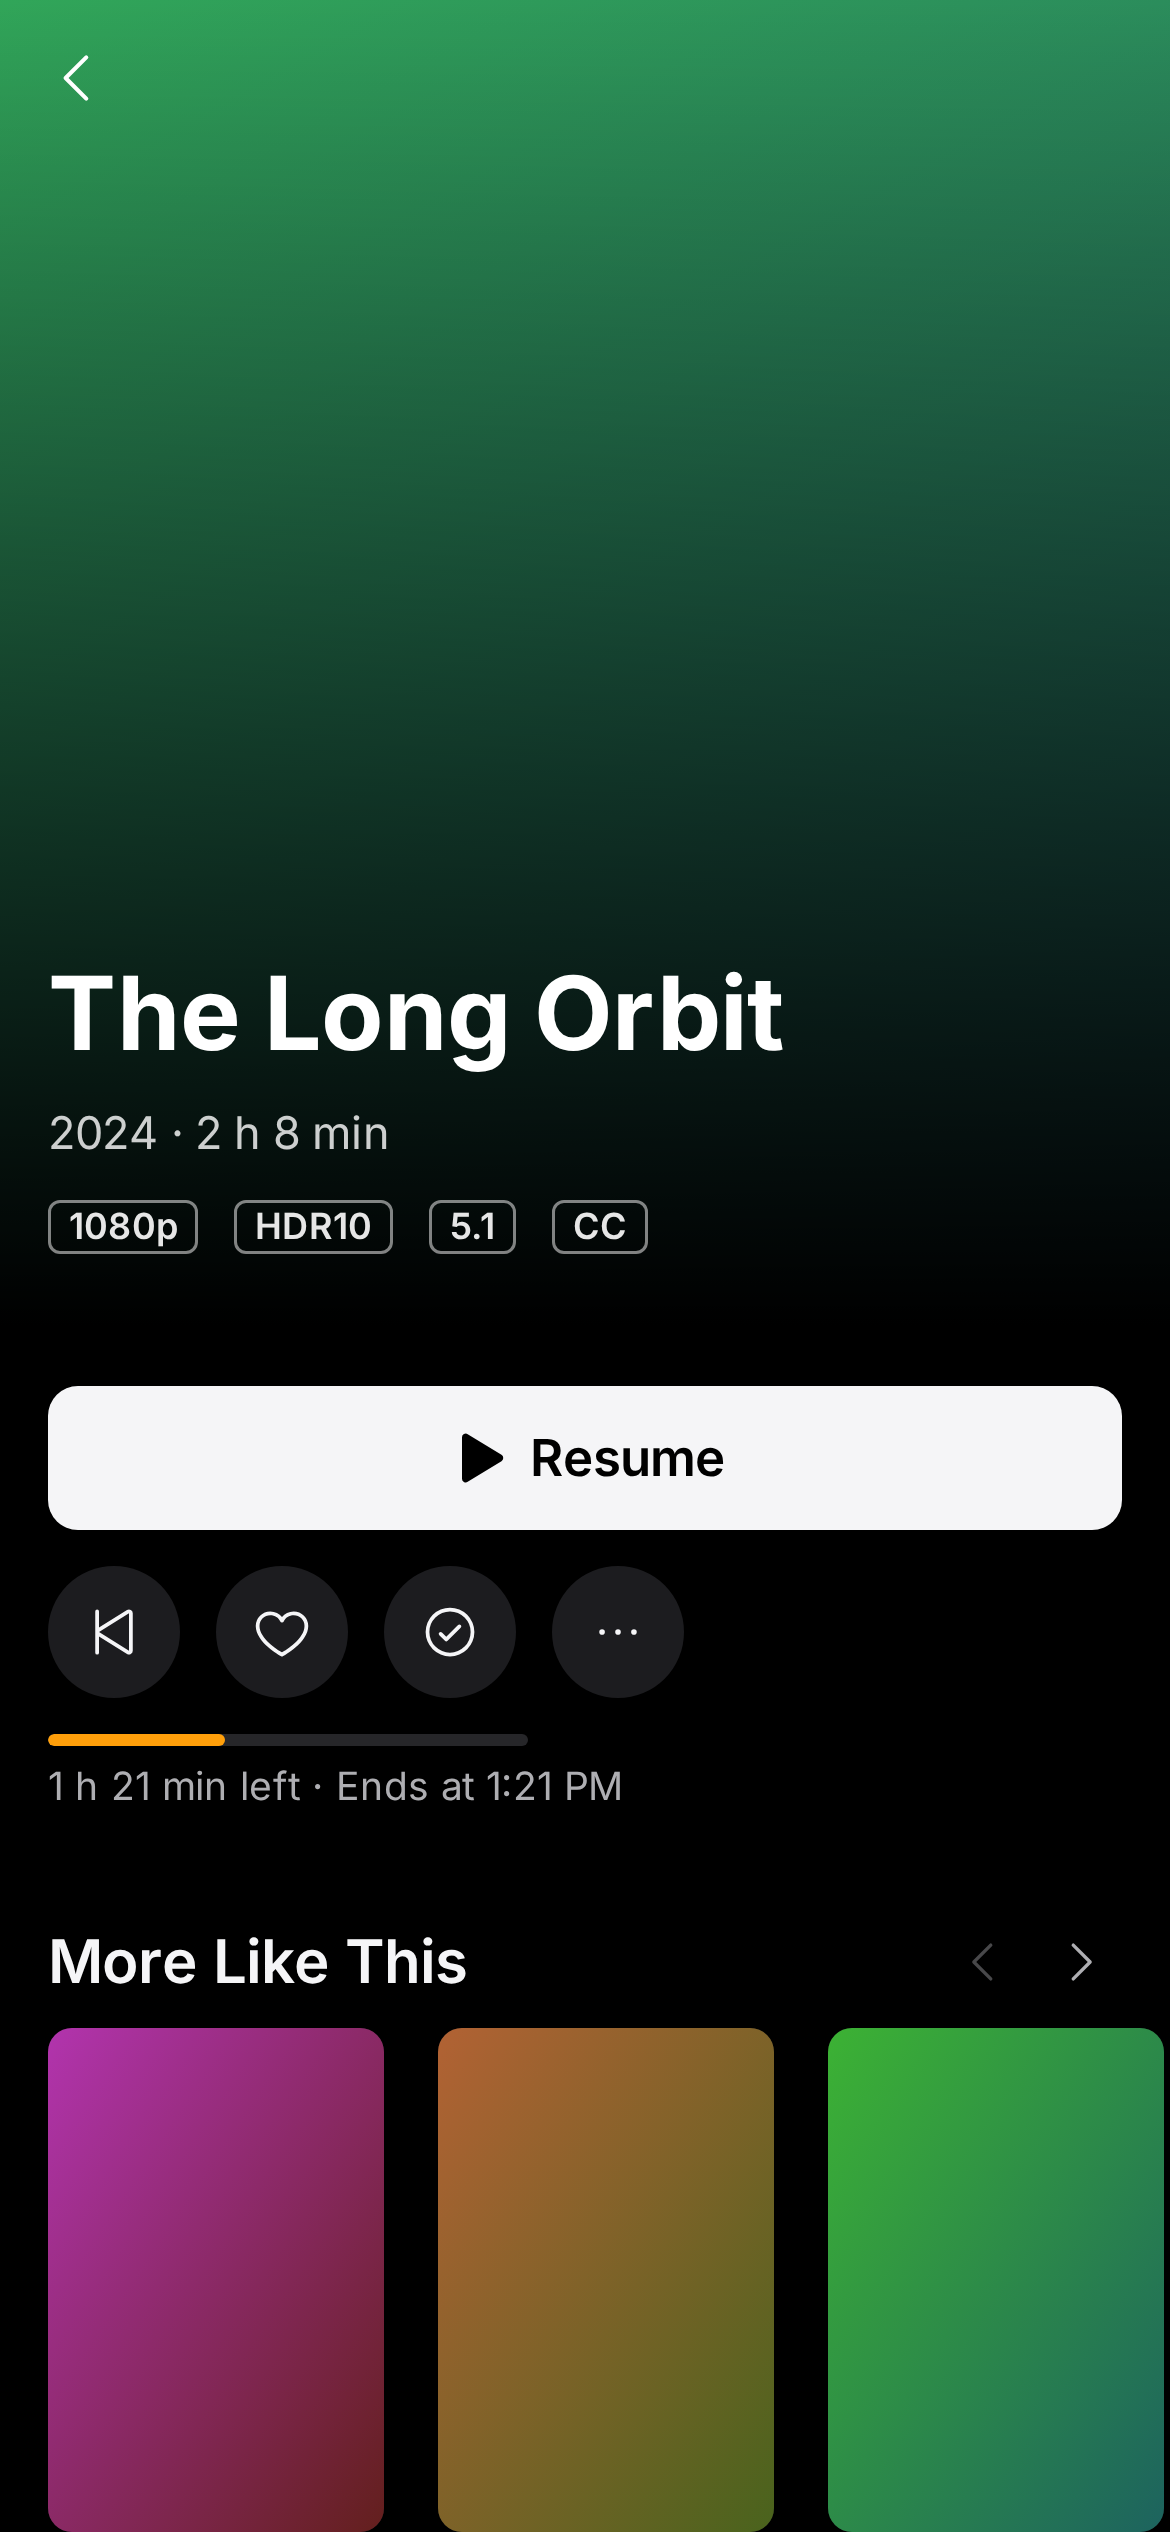 The Long Orbit
2024 · 2 h 8 min
1080p HDR10 5.1 CC
Resume
1 h 21 min left · Ends at 1:21 PM
More Like This